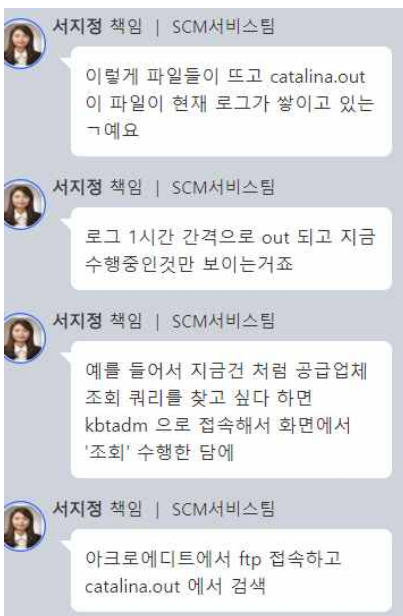 서지정 책임 | SCM서비스팀
이렇게 파일들이 뜨고 catalina.out
이 파일이 현재 로그가 쌓이고 있는
ㄱ예요
서지정 책임 | SCM서비스팀
로그 1시간 간격으로 out 되고 지금
수행중인것만 보이는거죠
서지정 책임 | SCM서비스팀
예를 들어서 지금건 처럼 공급업체
조회 쿼리를 찾고 싶다 하면
kbtadm 으로 접속해서 화면에서
'조회' 수행한 담에
서지정 책임 | SCM서비스팀
아크로에디트에서 ftp 접속하고
catalina.out 에서 검색